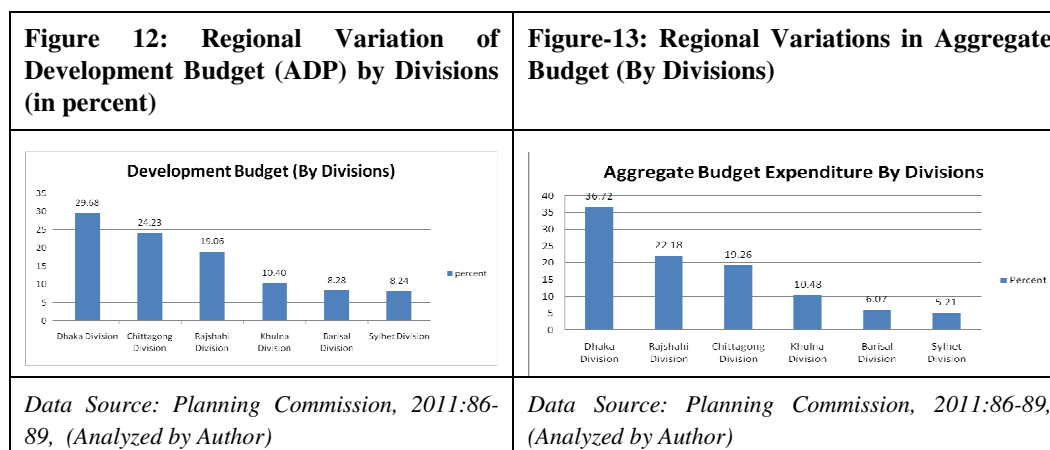 Figure 12: Regional Variation of
Development Budget (ADP) by Divisions
(in percent)
Figure-13: Regional Variations in Aggregate
Budget (By Divisions)
Development Budget (By Divisions)
35
30
25
20
15
10
5
0
29.68
24.23
19.06
10.40
8.28
8.24
Dhaka Division
Chittagong
Division
Rajshahi
Division
Khulna
Division
Barisal
Division
Sylhet Division
percent
Aggregate Budget Expenditure By Divisions
40
35
30
25
20
15
10
5
0
36.72
22.18
19.26
10.48
6.07
5.21
Dhaka
Division
Rajshahi
Division
Chittagong
Division
Khulna
Division
Barisal
Division
Sylhet
Division
Percent
Data Source: Planning Commission, 2011:86-
89, (Analyzed by Author)
Data Source: Planning Commission, 2011:86-89,
(Analyzed by Author)